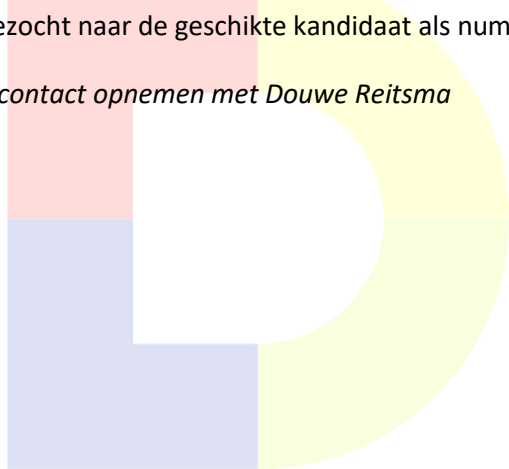 ezocht naar de geschikte kandidaat als num
contact opnemen met Douwe Reitsma